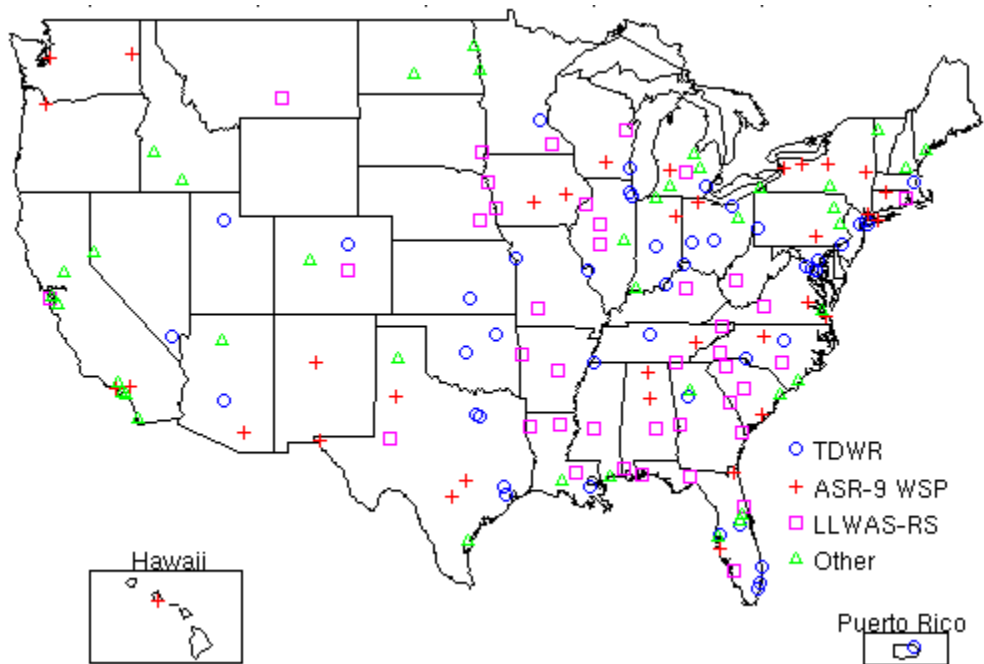 TDWR
ASR-9 WSP
LLWAS-RS
Other
Hawaii
Puerto Rico